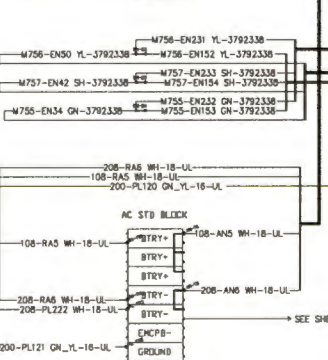 M756-EN231 YL-3792338
M756-EN50 YL-3792338 M756-EN152 YL-3792338
M757-EN233 SH-3792338
M757-EN42 SH-3792338 M757-EN154 SH-3792338
M755-EN232 GN-3792338
M755-EN34 GN-3792338 M755-EN153 GN-3792338
208-RA6 WH-18-UL
108-RA5 WH-18-UL
200-PL120 GN_YL-16-UL
AC STD BLOCK
108-RA5 WH-18-UL BTRY+ 108-AN5 WH-18-UL
BTRY+
BTRY+
208-RA6 WH-18-UL BTRY- 208-AN6 WH-18-UL
208-PL222 WH-18-UL BTRY-
SEE SHE
ENCPB-
200-PL121 GN_YL-16-UL GROUND